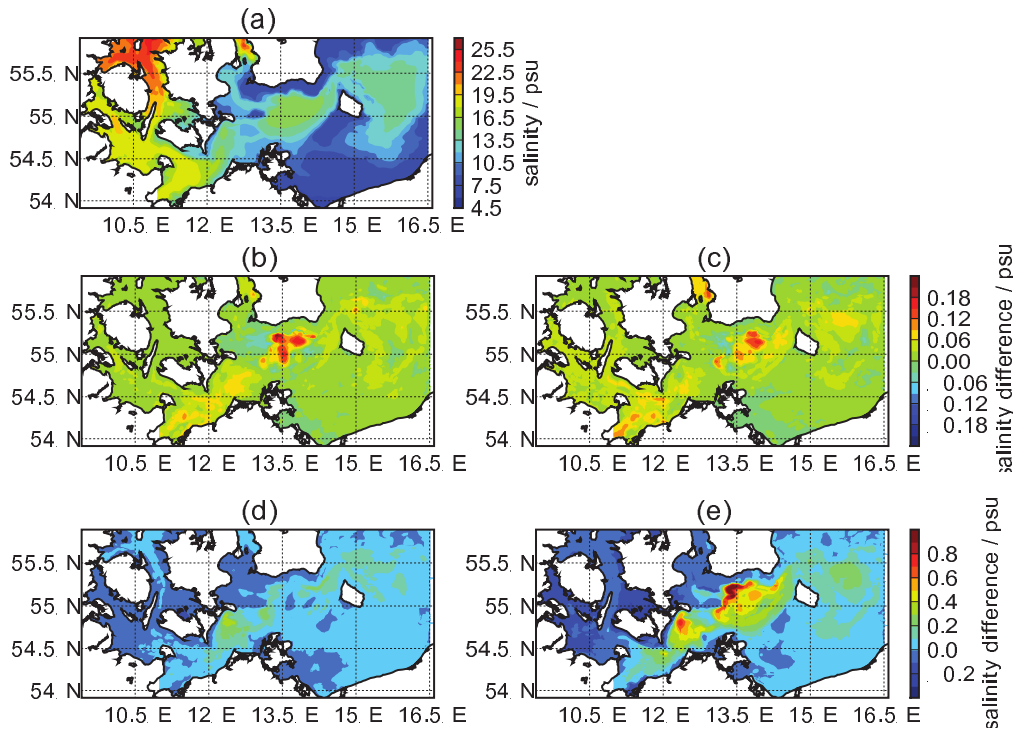 (a)
55.5 N
55 N
54.5 N
54 N
10.5 E
12 E
13.5 E
15 E
16.5 E
25.5
22.5
19.5
16.5
13.5
10.5
7.5
4.5
salinity / psu
(b)
55.5 N
55 N
54.5 N
54 N
10.5 E
12 E
13.5 E
15 E
16.5 E
(c)
55.5 N
55 N
54.5 N
54 N
10.5 E
12 E
13.5 E
15 E
16.5 E
0.18
0.12
0.06
0.00
0.06
0.12
0.18
salinity difference / psu
(d)
55.5 N
55 N
54.5 N
54 N
10.5 E
12 E
13.5 E
15 E
16.5 E
(e)
55.5 N
55 N
54.5 N
54 N
10.5 E
12 E
13.5 E
15 E
16.5 E
0.8
0.6
0.4
0.2
0.0
0.2
salinity difference / psu